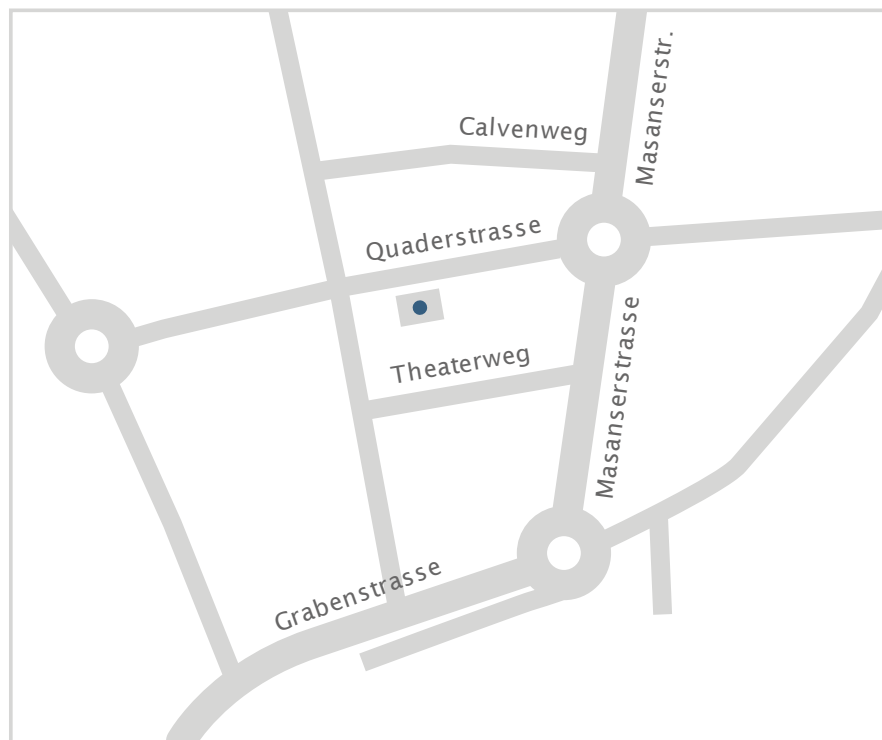 Masanserstr.
Calvenweg
Quaderstrasse
Theaterweg
Masanserstrasse
Grabenstrasse